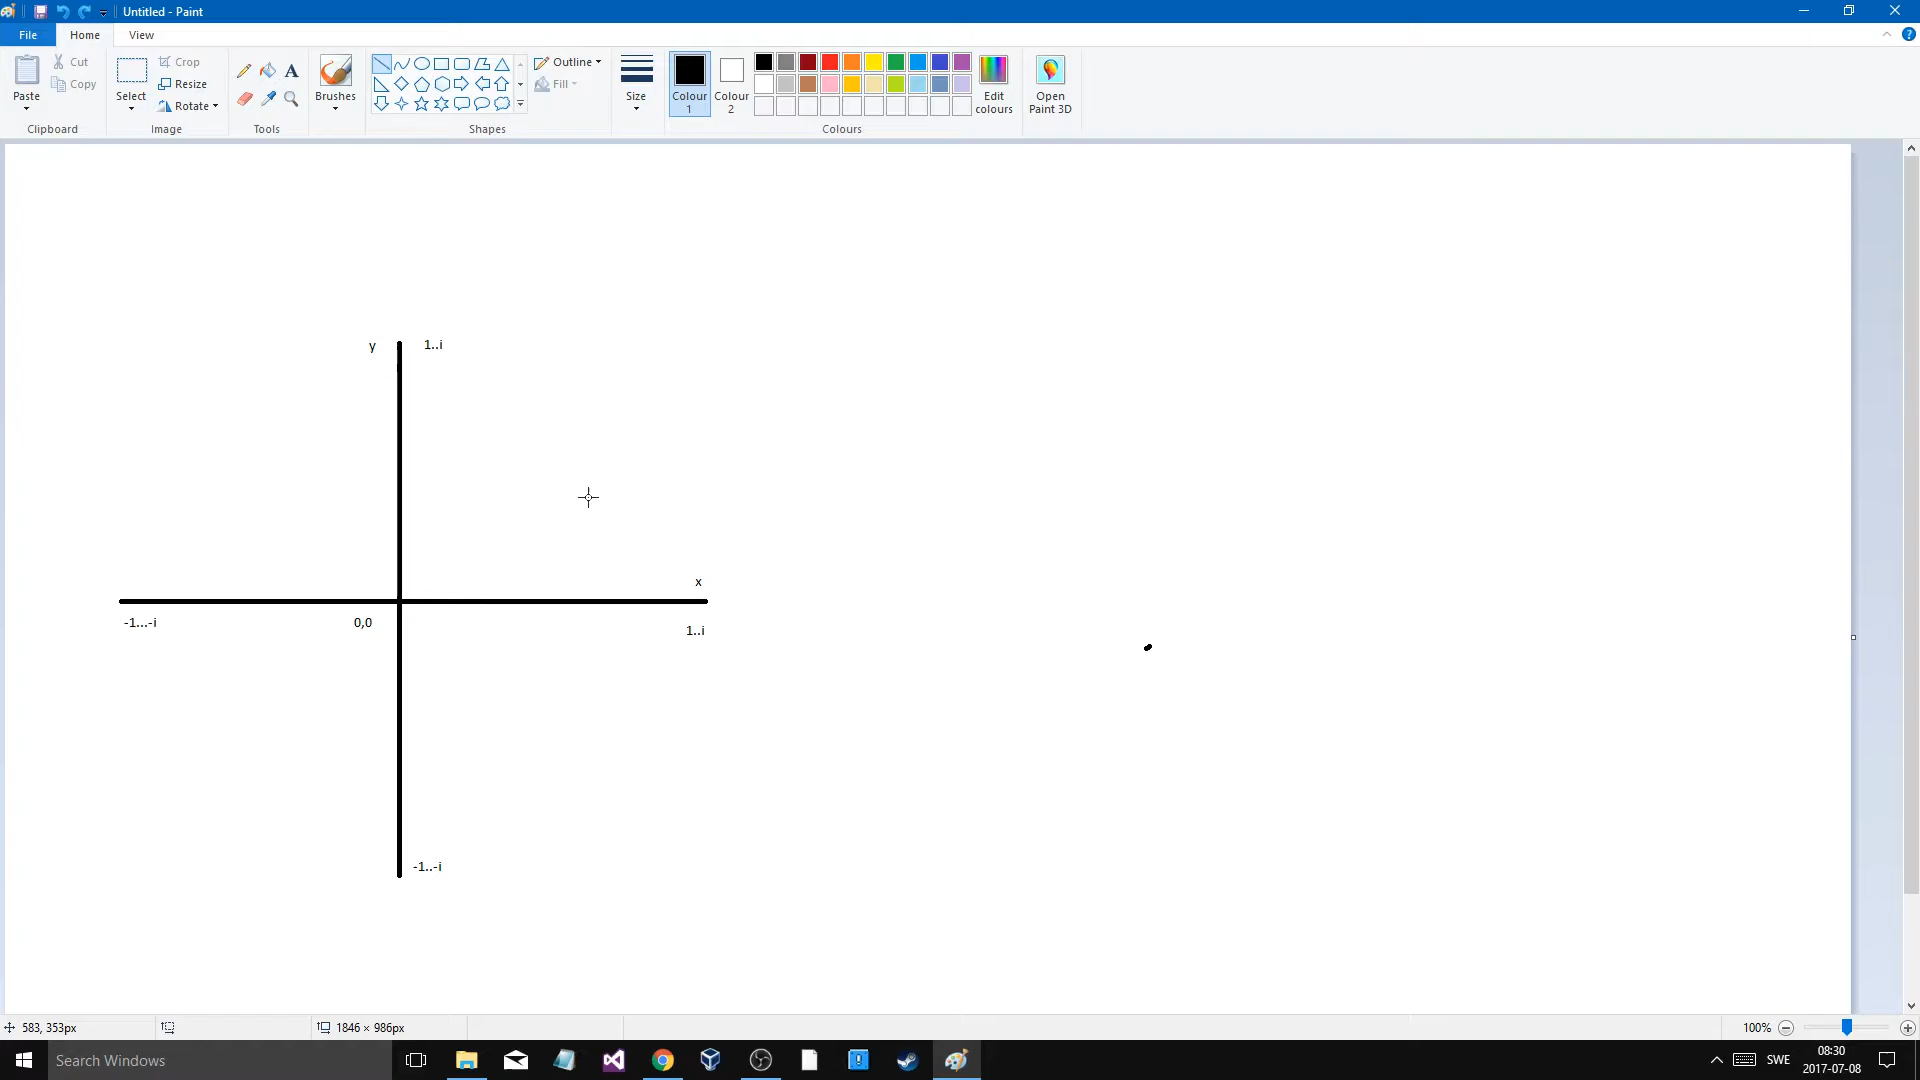 Untitled - Paint
File Home View
Paste
Cut
Copy
Clipboard
Select
Crop
Resize
Rotate
Image
A
Tools
Brushes
Shapes
Outline
Fill
Size
Colour 1
Colour 2
Edit colours
Open Paint 3D
Colours
y 1..i
x
-1...-i 0,0 1..i
-1..-i
583, 353px 1846 × 986px 100%
Search Windows SWE 08:30
2017-07-08